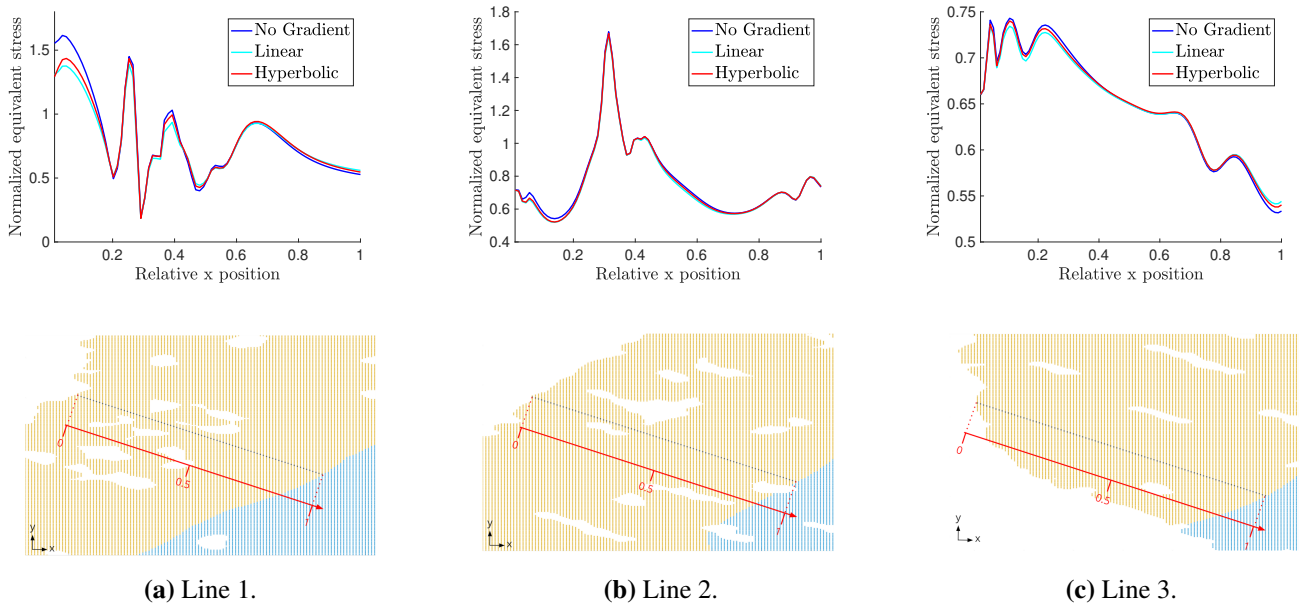 No Gradient
Linear
Hyperbolic
Normalized equivalent stress
1.5
1
0.5
0
0.2
0.4
0.6
0.8
1
Relative x position
No Gradient
Linear
Hyperbolic
Normalized equivalent stress
1.8
1.6
1.4
1.2
1
0.8
0.6
0.4
0.2
0.4
0.6
0.8
1
Relative x position
No Gradient
Linear
Hyperbolic
Normalized equivalent stress
0.75
0.7
0.65
0.6
0.55
0.5
0.2
0.4
0.6
0.8
1
Relative x position
0
0.5
1
y
x
0
0.5
1
y
x
0
0.5
1
y
x
(a) Line 1.
(b) Line 2.
(c) Line 3.